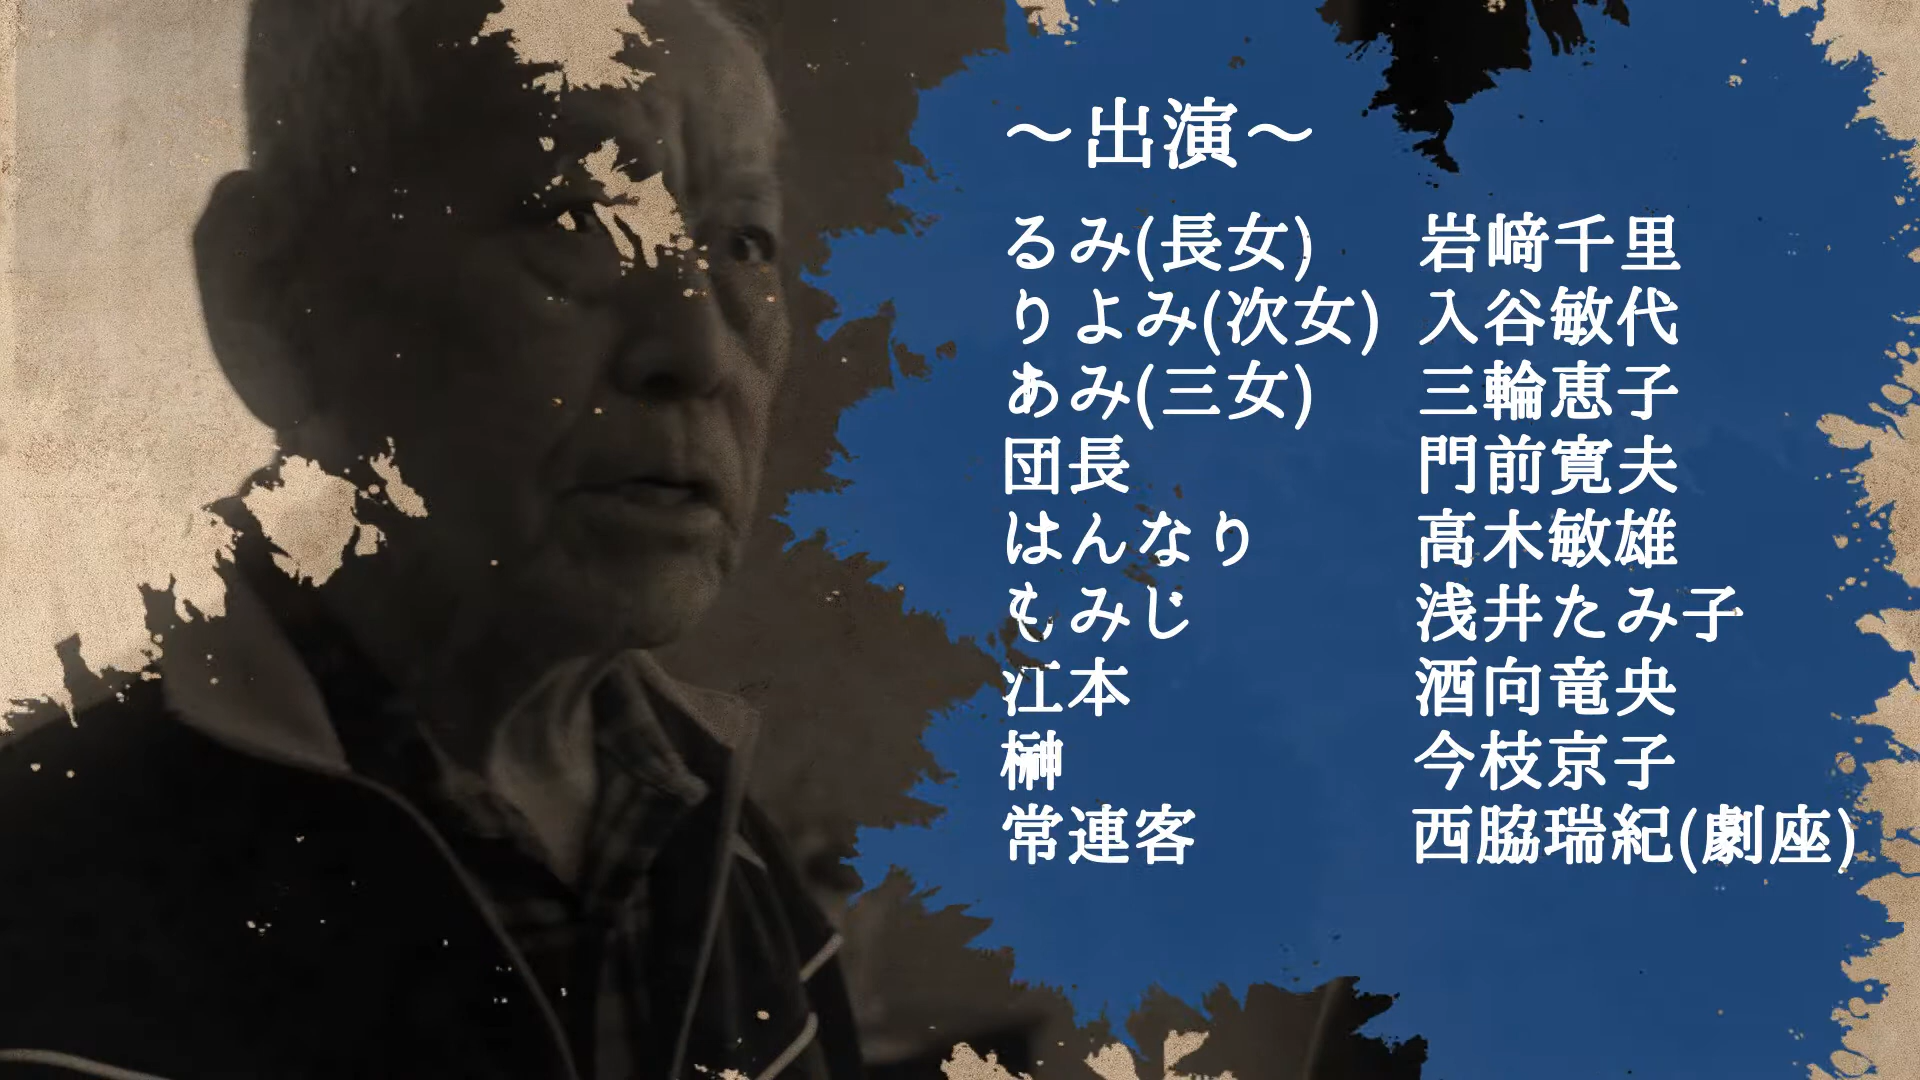 ～出演～
るみ(長女) 岩﨑千里
りよみ(次女) 入谷敏代
あみ(三女) 三輪恵子
団長 門前寛夫
はんなり 高木敏雄
もみじ 浅井たみ子
江本 酒向竜央
榊 今枝京子
常連客 西脇瑞紀(劇座)